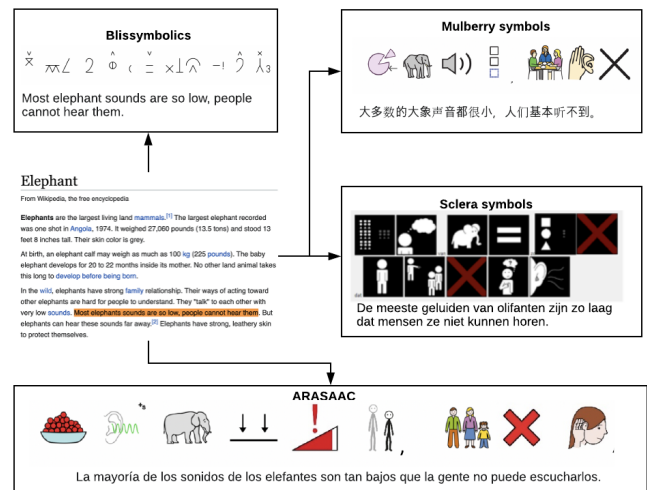 Blissymbolics
Most elephant sounds are so low, people
cannot hear them.
Mulberry symbols
大多数的大象声音都很小，人们基本听不到。
Elephant
From Wikipedia, the free encyclopedia
Elephants are the largest living land mammals.[1] The largest elephant recorded
was one shot in Angola, 1974. It weighed 27,060 pounds (13.5 tons) and stood 13
feet 8 inches tall. Their skin color is grey.
At birth, an elephant calf may weigh as much as 100 kg (225 pounds). The baby
elephant develops for 20 to 22 months inside its mother. No other land animal takes
this long to develop before being born.
In the wild, elephants have strong family relationship. Their ways of acting toward
other elephants are hard for people to understand. They "talk" to each other with
very low sounds. Most elephants sounds are so low, people cannot hear them. But
elephants can hear these sounds far away.[2] Elephants have strong, leathery skin
to protect themselves.
Sclera symbols
De meeste geluiden van olifanten zijn zo laag
dat mensen ze niet kunnen horen.
ARASAAC
+s
La mayoría de los sonidos de los elefantes son tan bajos que la gente no puede escucharlos.